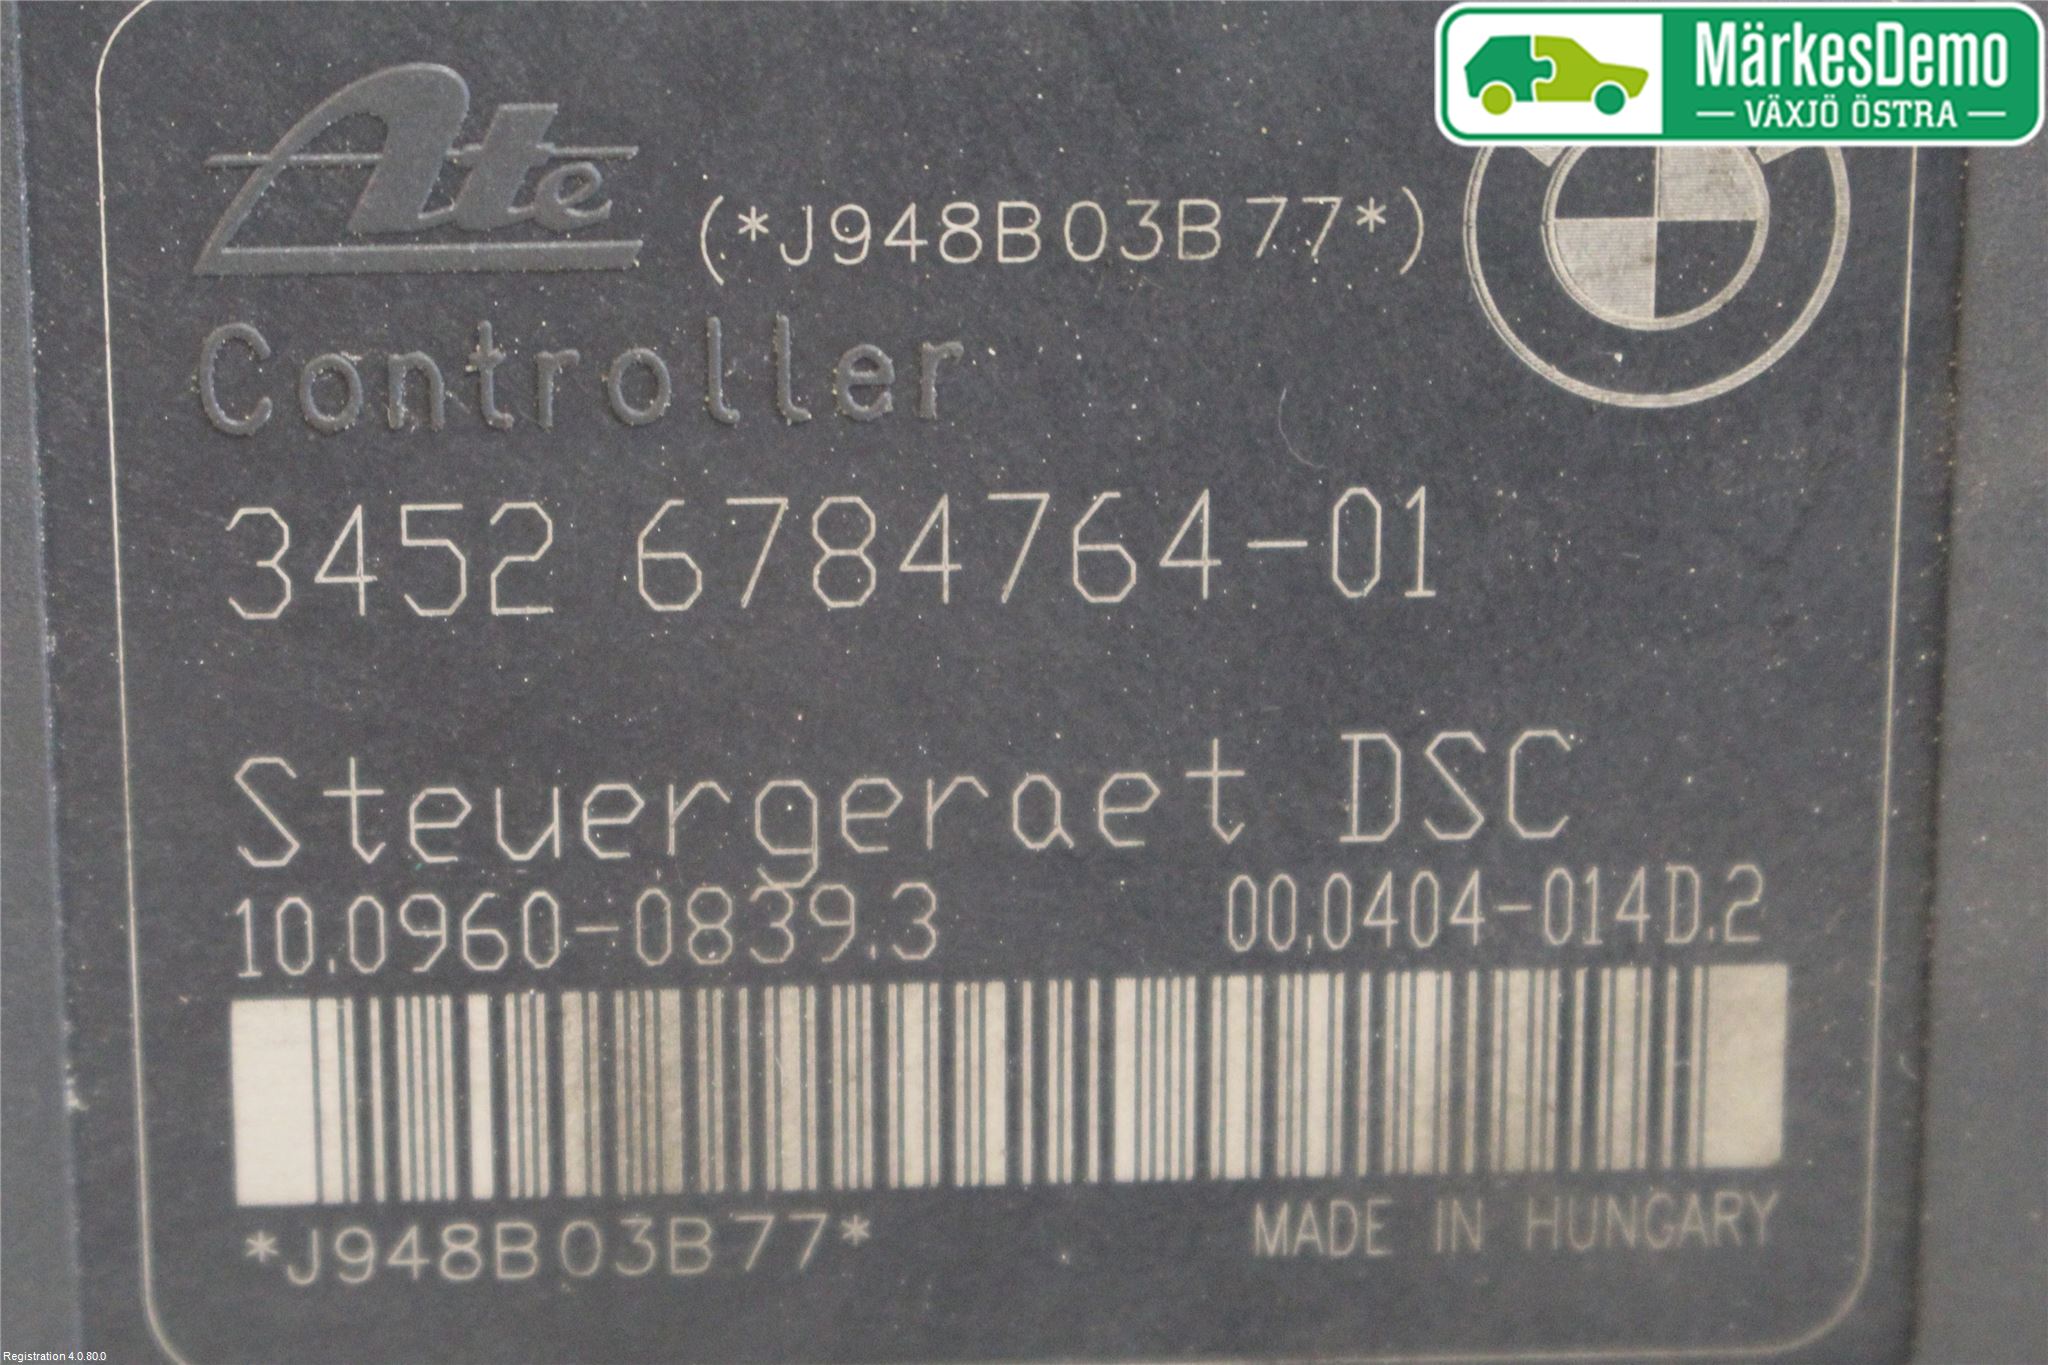 MärkesDemo
— VÄXJÖ ÖSTRA —
Ate
(*J948B03B77*)
Controller
3452 6784764-01
Steuergeraet DSC
10.0960-0839.3 00.0404-014D.2
*J948B03B77* MADE IN HUNGARY
Registration 4.0.80.0